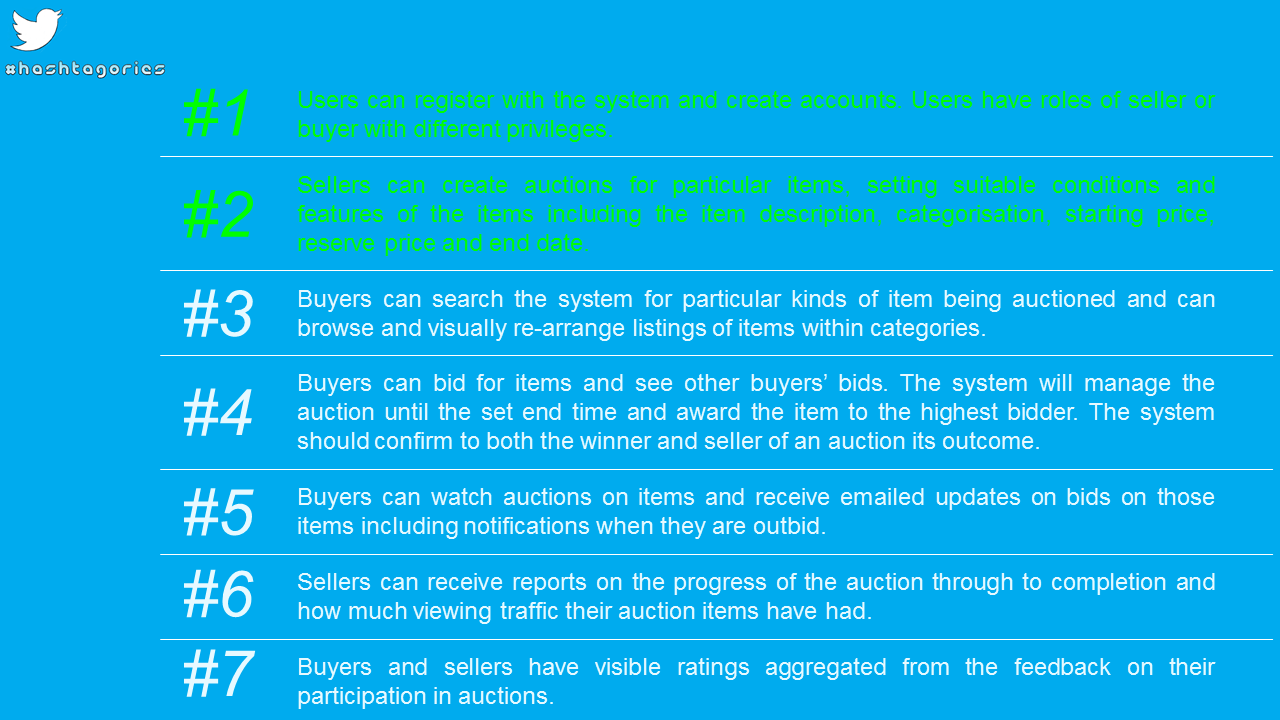 #hashtagories
#1
Users can register with the system and create accounts. Users have roles of seller or
buyer with different privileges.
#2
Sellers can create auctions for particular items, setting suitable conditions and
features of the items including the item description, categorisation, starting price,
reserve price and end date.
#3
Buyers can search the system for particular kinds of item being auctioned and can
browse and visually re-arrange listings of items within categories.
#4
Buyers can bid for items and see other buyers’ bids. The system will manage the
auction until the set end time and award the item to the highest bidder. The system
should confirm to both the winner and seller of an auction its outcome.
#5
Buyers can watch auctions on items and receive emailed updates on bids on those
items including notifications when they are outbid.
#6
Sellers can receive reports on the progress of the auction through to completion and
how much viewing traffic their auction items have had.
#7
Buyers and sellers have visible ratings aggregated from the feedback on their
participation in auctions.